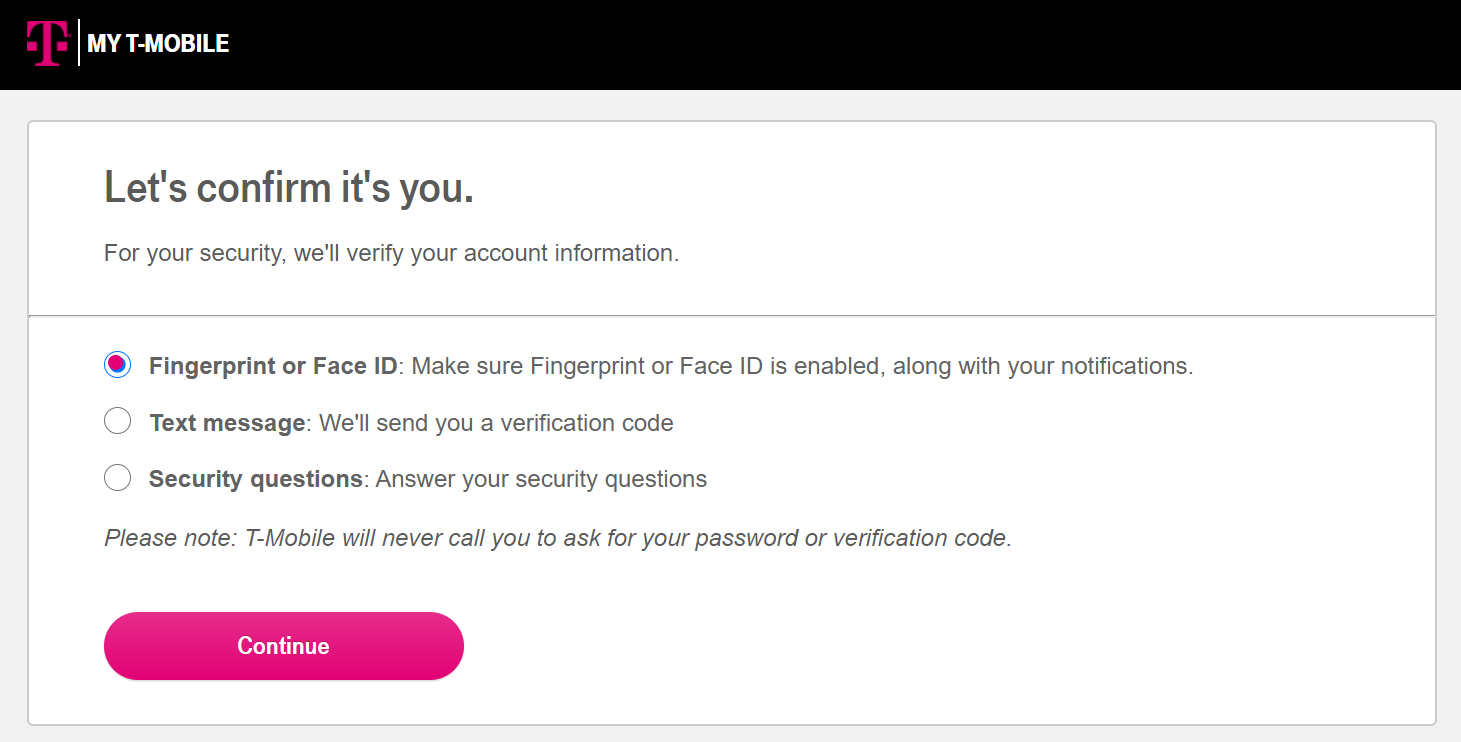 T MY T-MOBILE
Let's confirm it's you.
For your security, we'll verify your account information.
Fingerprint or Face ID: Make sure Fingerprint or Face ID is enabled, along with your notifications.
Text message: We'll send you a verification code
Security questions: Answer your security questions
Please note: T-Mobile will never call you to ask for your password or verification code.
Continue